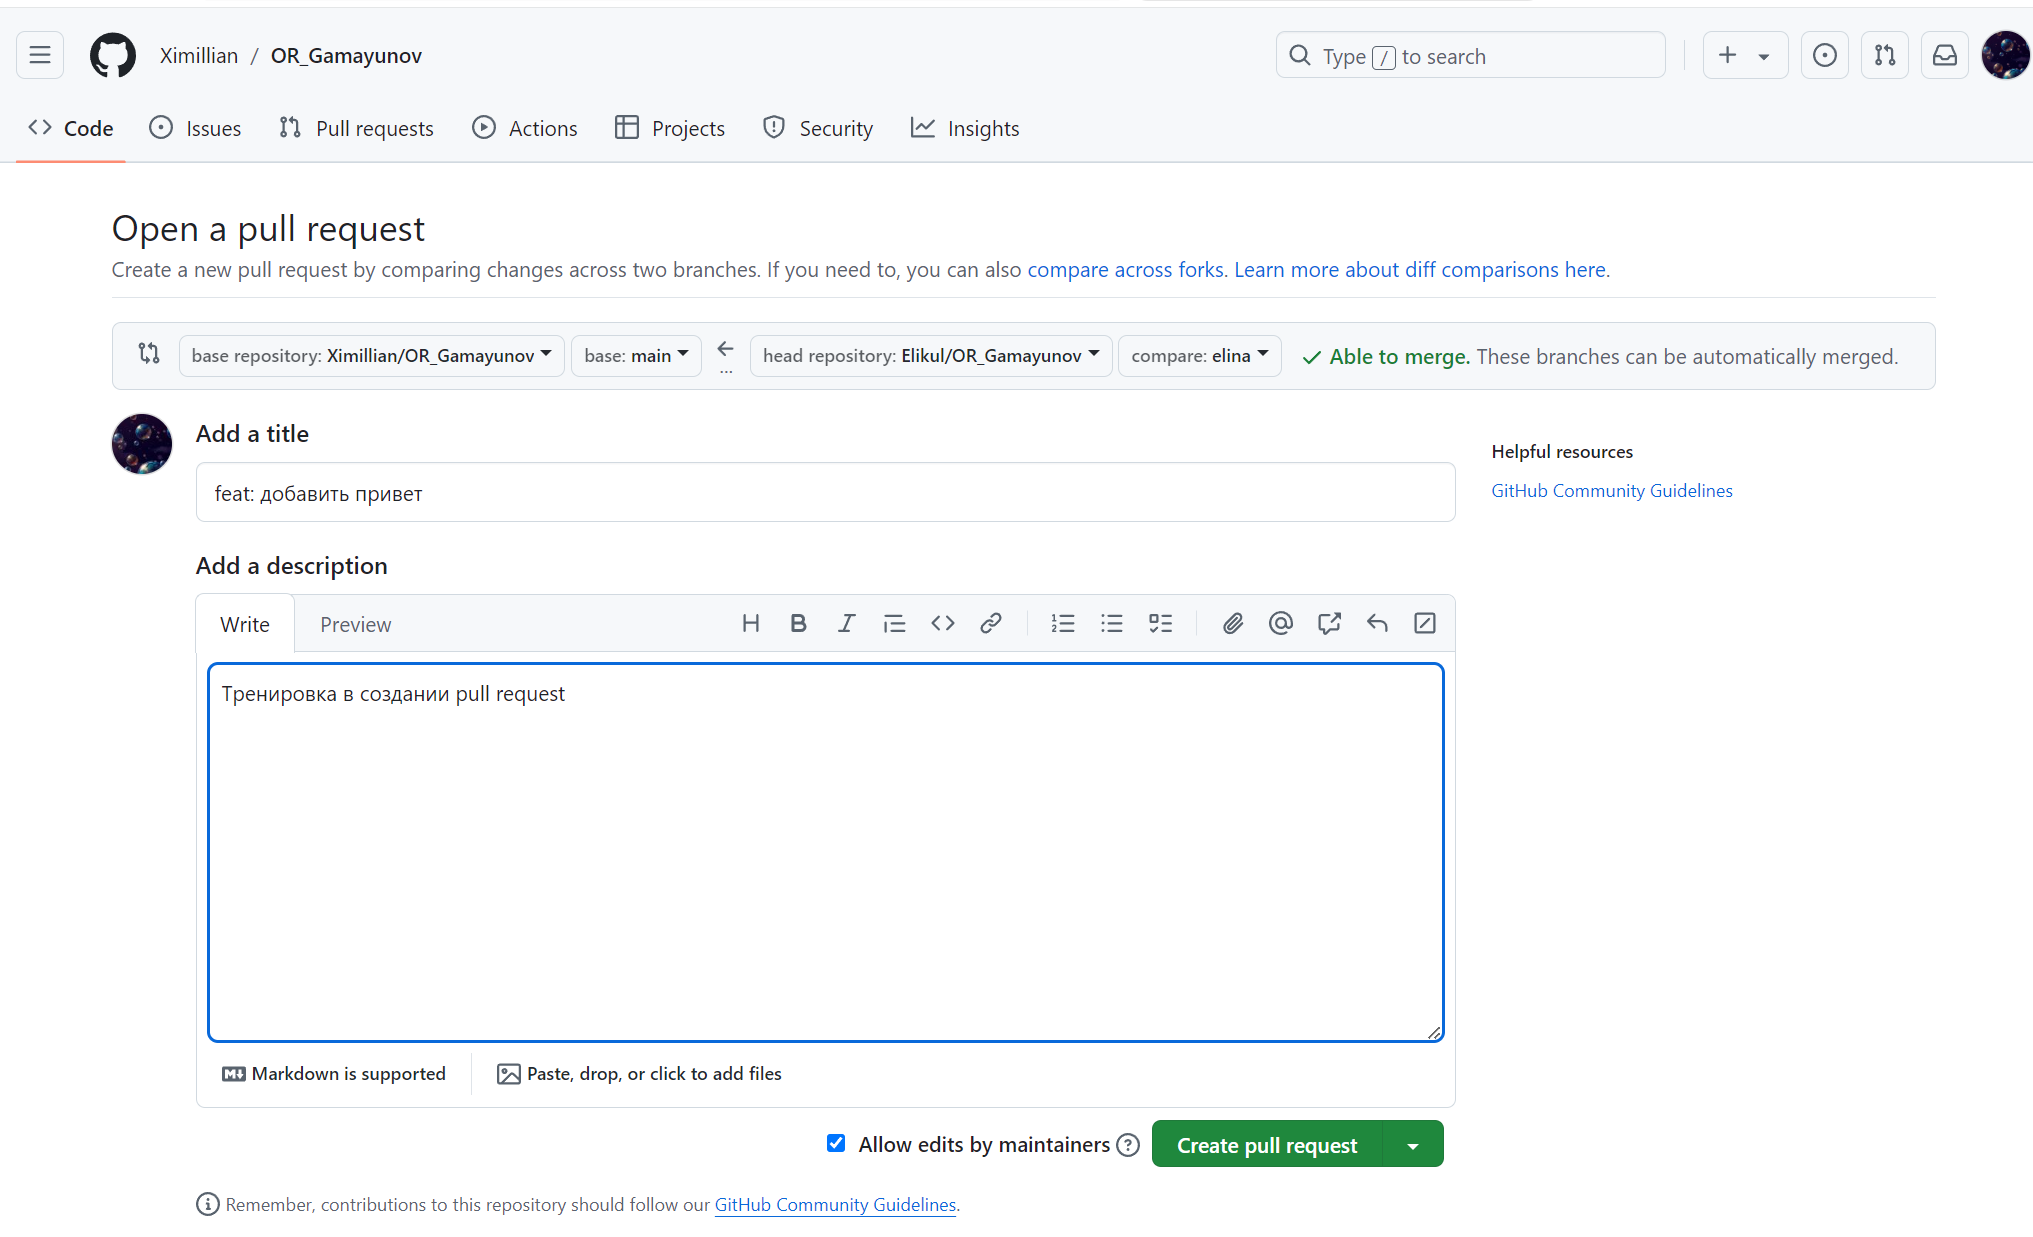 Ximillian / OR_Gamayunov
Type / to search
Code Issues Pull requests Actions Projects Security Insights
Open a pull request
Create a new pull request by comparing changes across two branches. If you need to, you can also compare across forks. Learn more about diff comparisons here.
base repository: Ximillian/OR_Gamayunov base: main ... head repository: Elikul/OR_Gamayunov compare: elina Able to merge. These branches can be automatically merged.
Add a title
Helpful resources
feat: добавить привет
GitHub Community Guidelines
Add a description
Write Preview
Тренировка в создании pull request
Markdown is supported Paste, drop, or click to add files
Allow edits by maintainers Create pull request
Remember, contributions to this repository should follow our GitHub Community Guidelines.